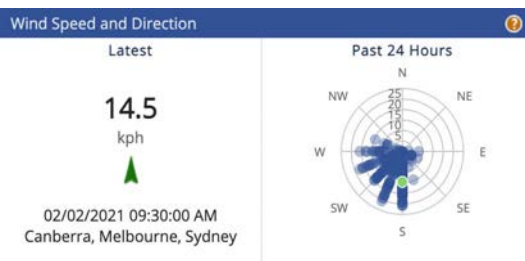 Wind Speed and Direction
?
Latest
14.5
kph
02/02/2021 09:30:00 AM
Canberra, Melbourne, Sydney
Past 24 Hours
N
NW
NE
25
20
15
10
5
W
E
SW
SE
S